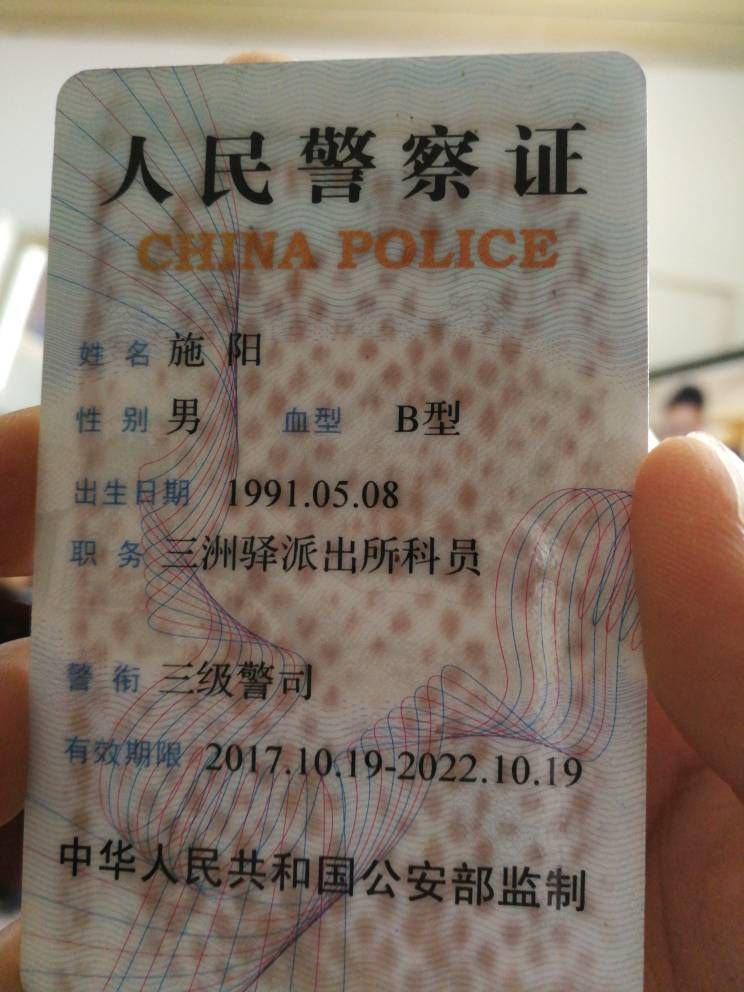 人民警察证
CHINA POLICE
姓名 施阳
性别 男 血型 B型
出生日期 1991.05.08
职务 三洲驿派出所科员
警衔 三级警司
有效期限 2017.10.19-2022.10.19
中华人民共和国公安部监制